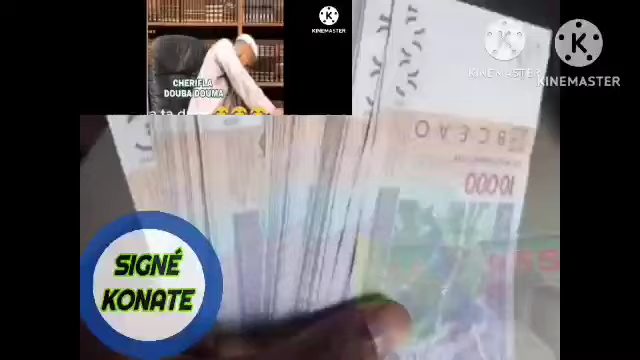 KINEMASTER
KINEMASTER
KINEMASTER
CHERIFLA
DOUBA DOUMA
BCEAO
10000
SIGNÉ
KONATE